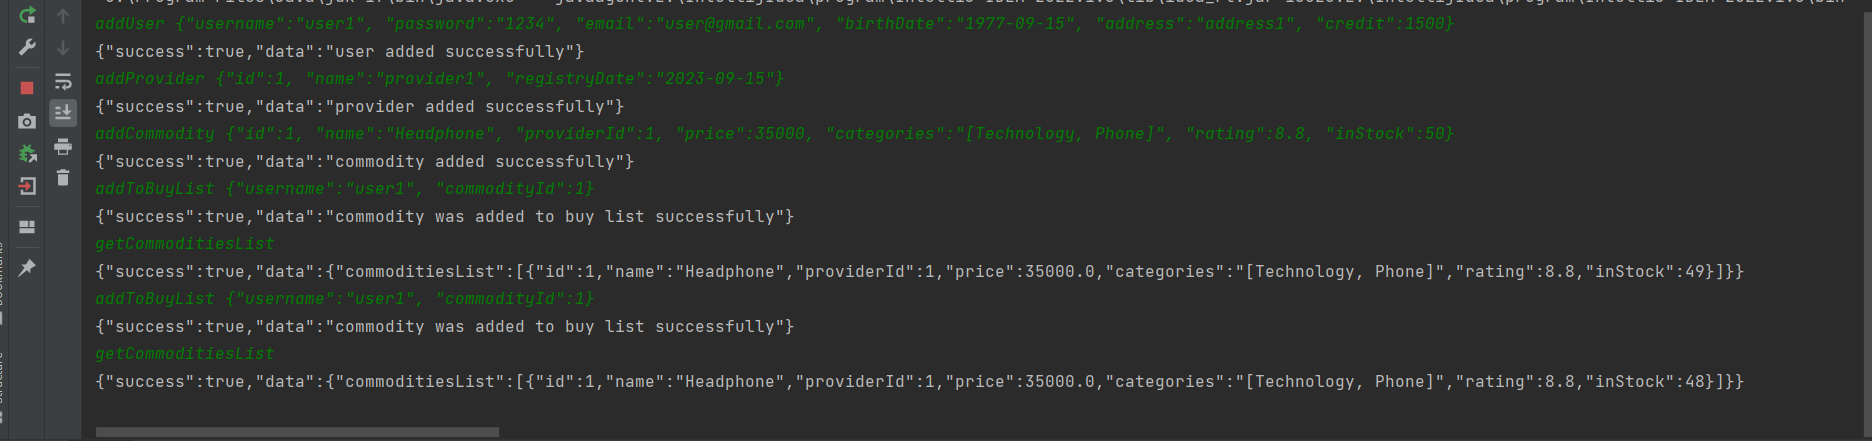 addUser {"username":"user1", "password":"1234", "email":"user@gmail.com", "birthDate":"1977-09-15", "address":"address1", "credit":1500}
{"success":true,"data":"user added successfully"}
addProvider {"id":1, "name":"provider1", "registryDate":"2023-09-15"}
{"success":true,"data":"provider added successfully"}
addCommodity {"id":1, "name":"Headphone", "providerId":1, "price":35000, "categories":"[Technology, Phone]", "rating":8.8, "inStock":50}
{"success":true,"data":"commodity added successfully"}
addToBuyList {"username":"user1", "commodityId":1}
{"success":true,"data":"commodity was added to buy list successfully"}
getCommoditiesList
{"success":true,"data":{"commoditiesList":[{"id":1,"name":"Headphone","providerId":1,"price":35000.0,"categories":"[Technology, Phone]","rating":8.8,"inStock":49}]}}
addToBuyList {"username":"user1", "commodityId":1}
{"success":true,"data":"commodity was added to buy list successfully"}
getCommoditiesList
{"success":true,"data":{"commoditiesList":[{"id":1,"name":"Headphone","providerId":1,"price":35000.0,"categories":"[Technology, Phone]","rating":8.8,"inStock":48}]}}